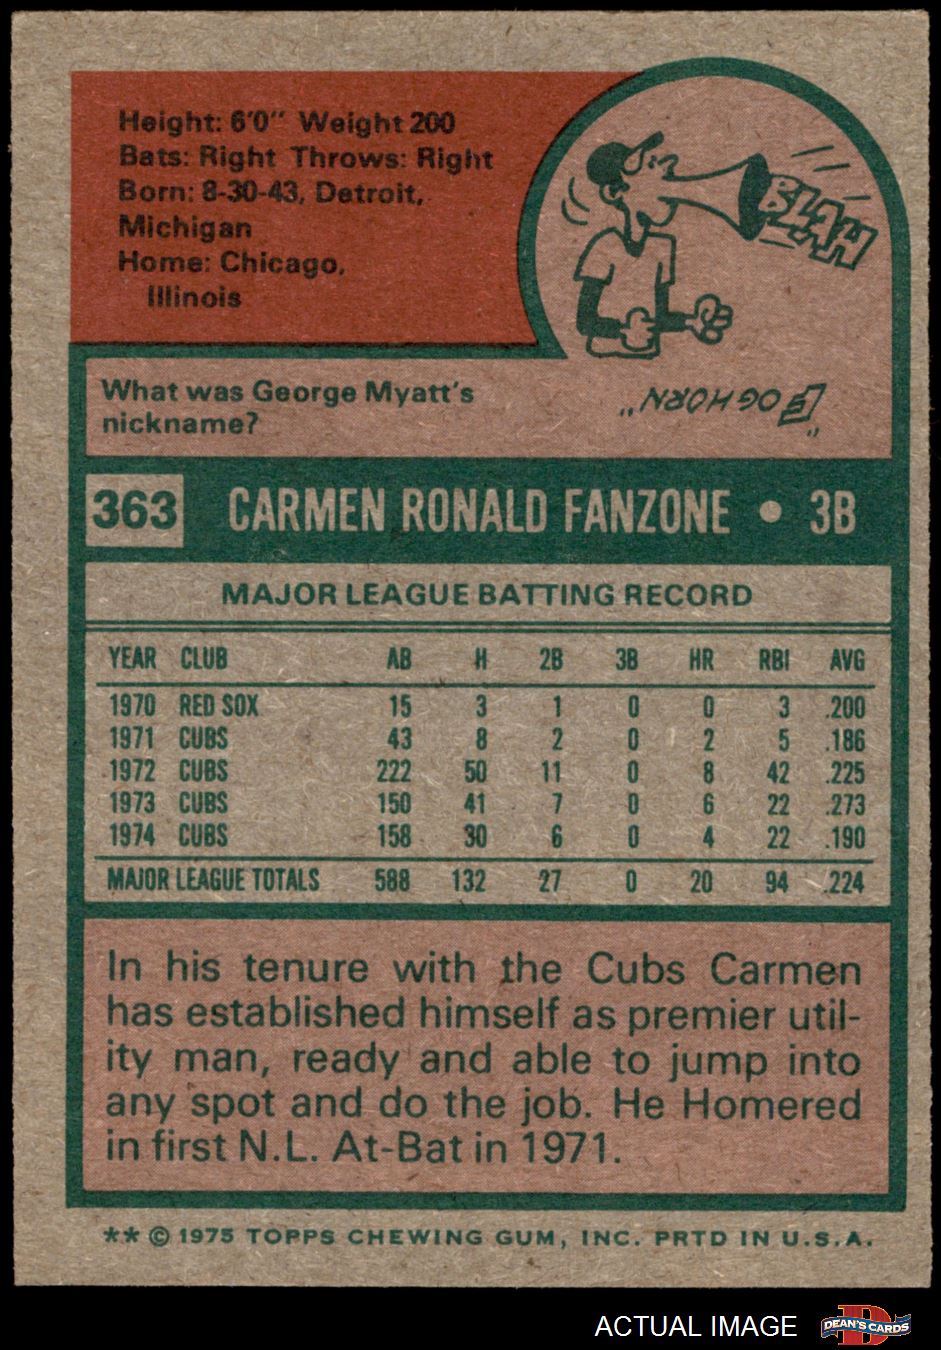 Height: 6'0" Weight 200
Bats: Right Throws: Right
Born: 8-30-43, Detroit,
Michigan
Home: Chicago,
Illinois
BLAH
What was George Myatt's
nickname?
"FOGHORN"
363 CARMEN RONALD FANZONE • 3B
MAJOR LEAGUE BATTING RECORD
YEAR CLUB AB H 2B 3B HR RBI AVG
1970 RED SOX 15 3 1 0 0 3 .200
1971 CUBS 43 8 2 0 2 5 .186
1972 CUBS 222 50 11 0 8 42 .225
1973 CUBS 150 41 7 0 6 22 .273
1974 CUBS 158 30 6 0 4 22 .190
MAJOR LEAGUE TOTALS 588 132 27 0 20 94 .224
In his tenure with the Cubs Carmen
has established himself as premier util-
ity man, ready and able to jump into
any spot and do the job. He Homered
in first N.L. At-Bat in 1971.
** © 1975 TOPPS CHEWING GUM, INC. PRTD IN U.S.A.
ACTUAL IMAGE
D
DEAN'S CARDS